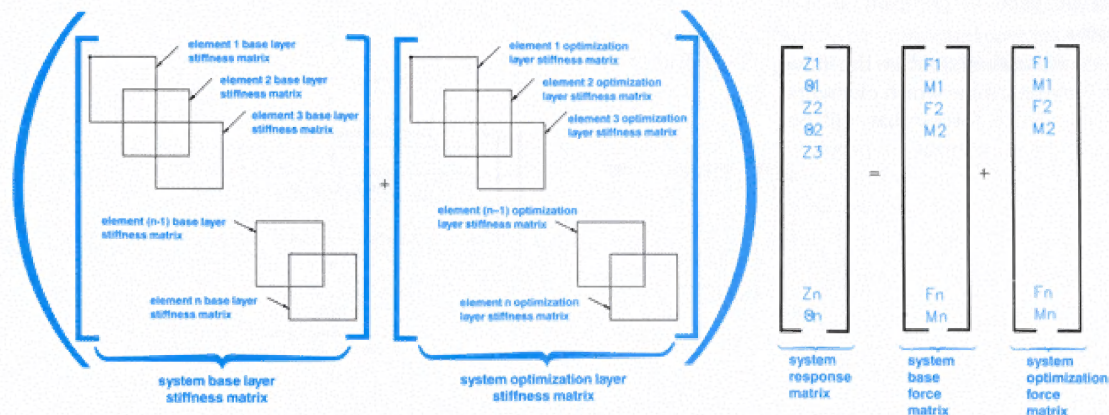 element 1 base layer
stiffness matrix
element 2 base layer
stiffness matrix
element 3 base layer
stiffness matrix
element (n-1) base layer
stiffness matrix
element n base layer
stiffness matrix
system base layer
stiffness matrix
+
element 1 optimization
layer stiffness matrix
element 2 optimization
layer stiffness matrix
element 3 optimization
layer stiffness matrix
element (n–1) optimization
layer stiffness matrix
element n optimization
layer stiffness matrix
system optimization layer
stiffness matrix
Z1
Θ1
Z2
Θ2
Z3
Zn
Θn
system
response
matrix
=
F1
M1
F2
M2
Fn
Mn
system
base
force
matrix
+
F1
M1
F2
M2
Fn
Mn
system
optimization
force
matrix